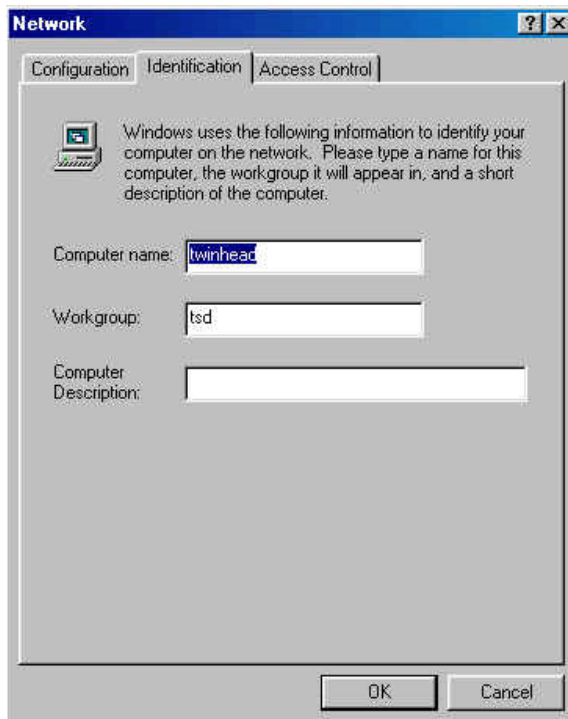 Network
Configuration Identification Access Control
Windows uses the following information to identify your
computer on the network. Please type a name for this
computer, the workgroup it will appear in, and a short
description of the computer.
Computer name: twinhead
Workgroup: tsd
Computer
Description:
OK Cancel